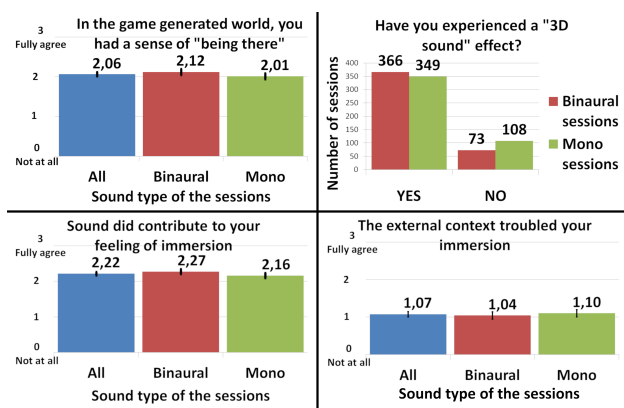 In the game generated world, you
had a sense of "being there"
3
Fully agree
2
1
0
Not at all
2,06
2,12
2,01
All
Binaural
Mono
Sound type of the sessions
Have you experienced a "3D
sound" effect?
Number of sessions
400
350
300
250
200
150
100
50
0
366
349
73
108
YES
NO
Binaural
sessions
Mono
sessions
Sound did contribute to your
feeling of immersion
3
Fully agree
2
1
0
Not at all
2,22
2,27
2,16
All
Binaural
Mono
Sound type of the sessions
The external context troubled your
immersion
3
Fully agree
2
1
0
Not at all
1,07
1,04
1,10
All
Binaural
Mono
Sound type of the sessions